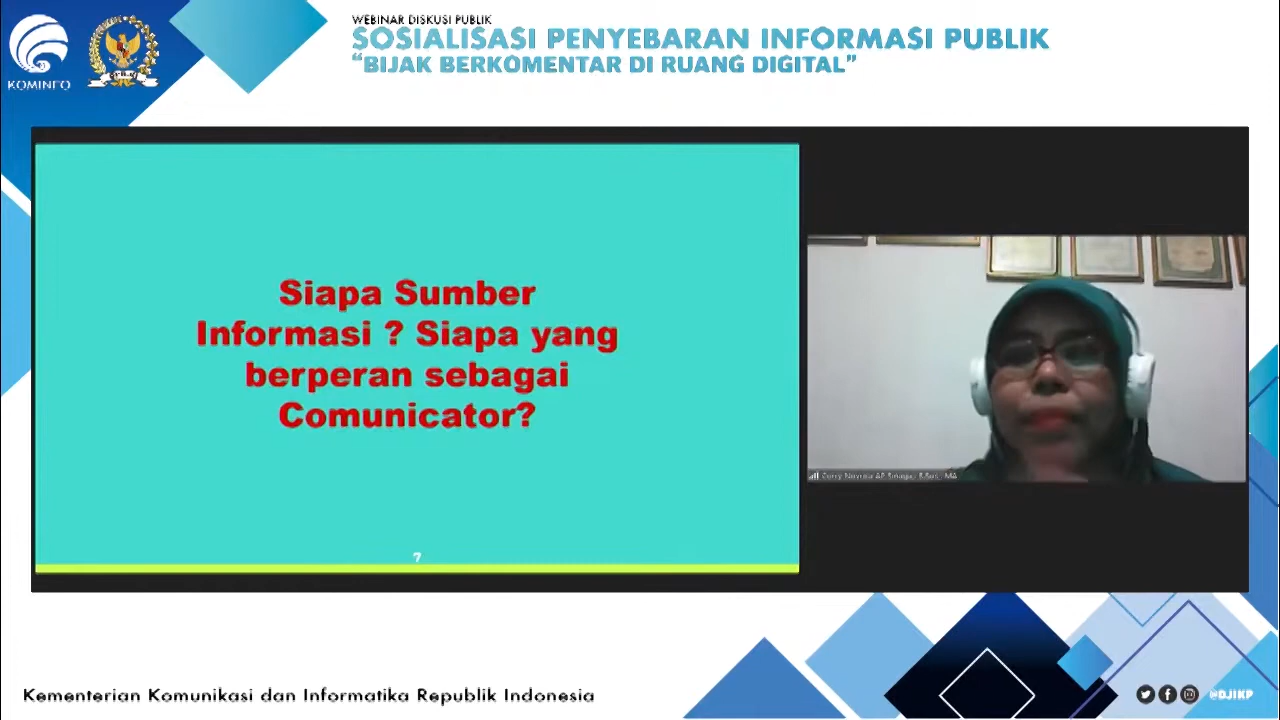 KOMINFO
WEBINAR DISKUSI PUBLIK
SOSIALISASI PENYEBARAN INFORMASI PUBLIK
“BIJAK BERKOMENTAR DI RUANG DIGITAL”
Siapa Sumber
Informasi ? Siapa yang
berperan sebagai
Comunicator?
7
Kementerian Komunikasi dan Informatika Republik Indonesia
@DJIKP